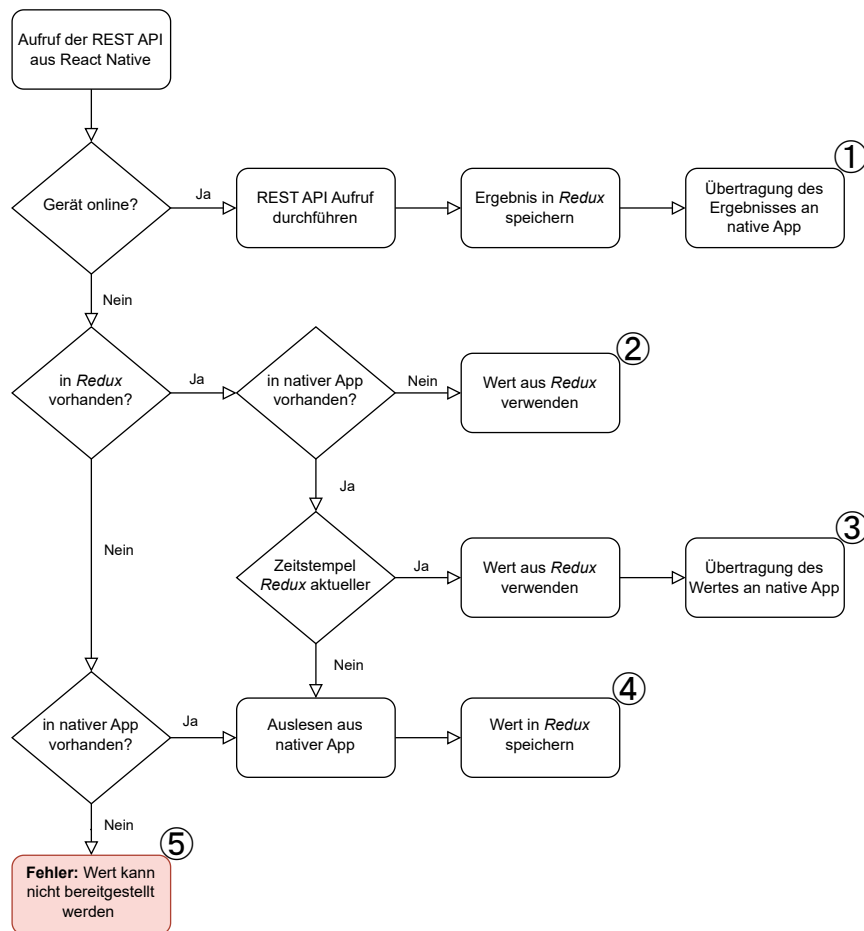 Aufruf der REST API
aus React Native
Gerät online?
Ja
REST API Aufruf
durchführen
Ergebnis in Redux
speichern
①
Übertragung des
Ergebnisses an
native App
Nein
in Redux
vorhanden?
Ja
in nativer App
vorhanden?
Nein
②
Wert aus Redux
verwenden
Ja
Nein
Zeitstempel
Redux aktueller
Ja
Wert aus Redux
verwenden
③
Übertragung des
Wertes an native App
Nein
in nativer App
vorhanden?
Ja
Auslesen aus
nativer App
④
Wert in Redux
speichern
Nein
⑤
Fehler: Wert kann
nicht bereitgestellt
werden